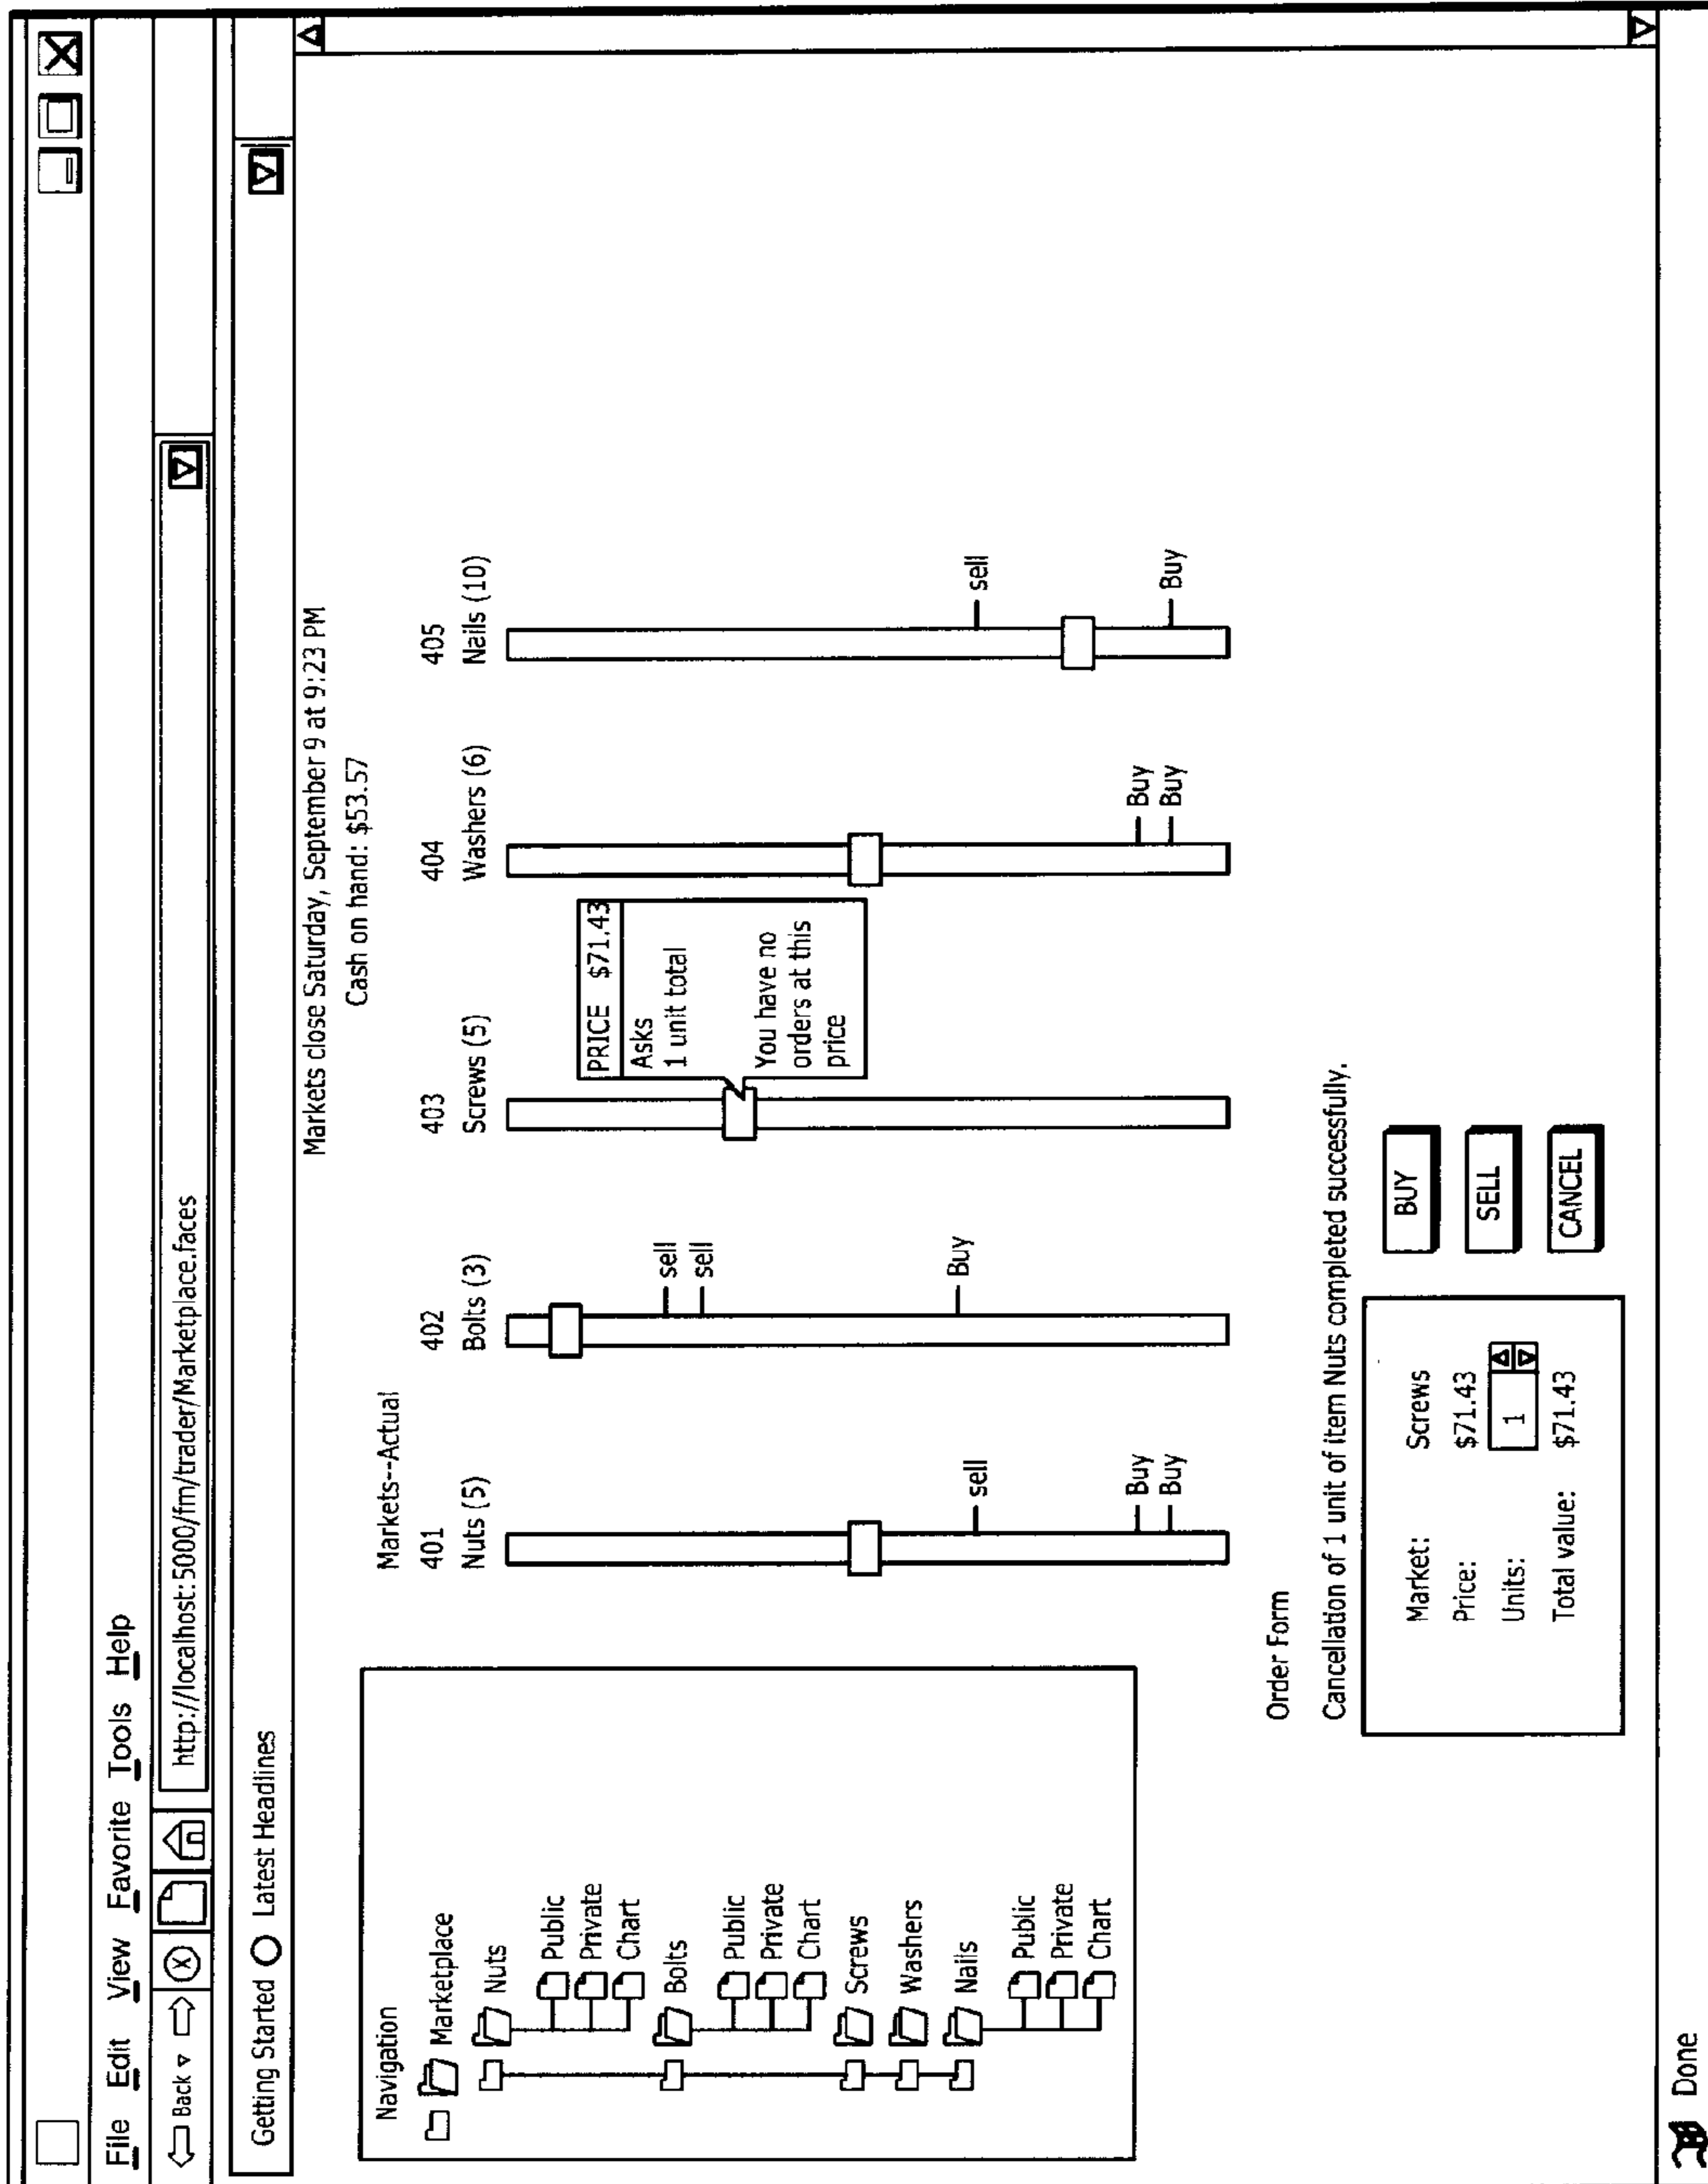 File Edit View Favorite Tools Help
Back
http://localhost:5000/fm/trader/Marketplace.faces
Getting Started Latest Headlines
Markets close Saturday, September 9 at 9:23 PM
Cash on hand: $53.57
Navigation
Marketplace
Nuts
Public
Private
Chart
Bolts
Public
Private
Chart
Screws
Washers
Nails
Public
Private
Chart
Markets--Actual
401
Nuts (5)
sell
Buy
Buy
402
Bolts (3)
sell
sell
Buy
403
Screws (5)
PRICE $71.43
Asks
1 unit total
You have no
orders at this
price
404
Washers (6)
Buy
Buy
405
Nails (10)
sell
Buy
Order Form
Cancellation of 1 unit of item Nuts completed successfully.
Market: Screws
Price: $71.43
Units: 1
Total value: $71.43
BUY
SELL
CANCEL
Done